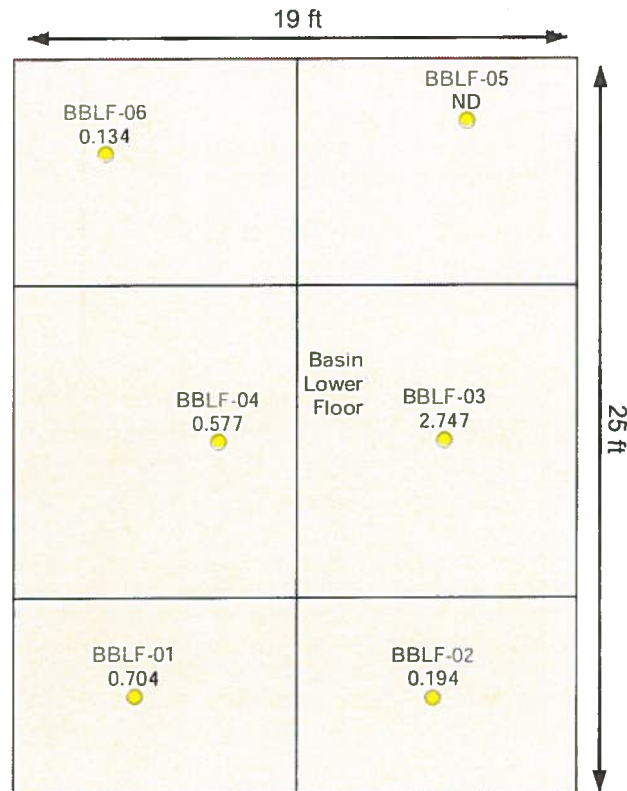 19 ft
BBLF-05
ND
BBLF-06
0.134
Basin
Lower
Floor
BBLF-04
0.577
BBLF-03
2.747
25 ft
BBLF-01
0.704
BBLF-02
0.194